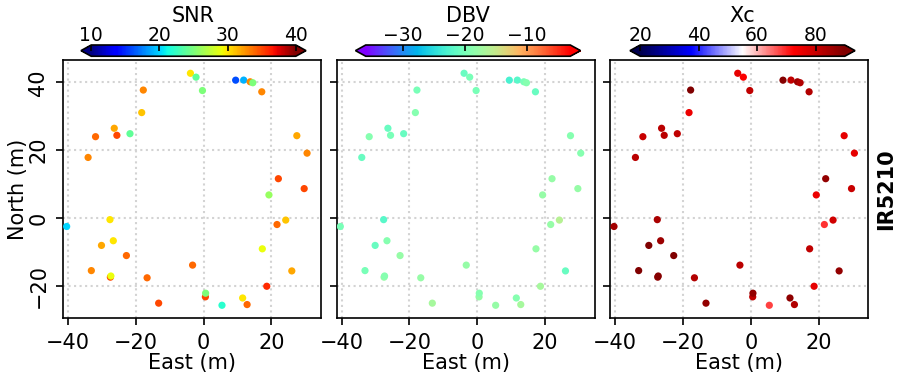 SNR DBV Xc
10 20 30 40 −30 −20 −10 20 40 60 80
North (m)
40
20
0
−20
IR5210
−40 −20 0 20 −40 −20 0 20 −40 −20 0 20
East (m) East (m) East (m)